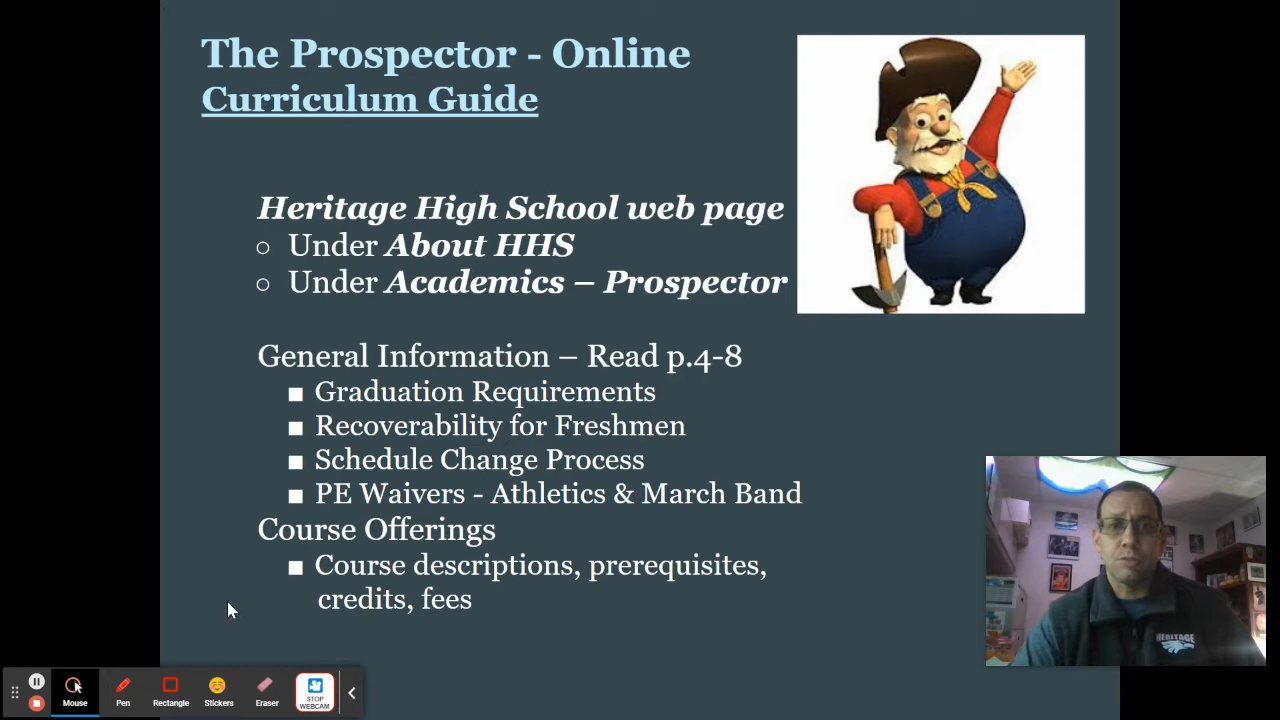 The Prospector - Online
Curriculum Guide
Heritage High School web page
○ Under About HHS
○ Under Academics – Prospector
General Information – Read p.4-8
■ Graduation Requirements
■ Recoverability for Freshmen
■ Schedule Change Process
■ PE Waivers - Athletics & March Band
Course Offerings
■ Course descriptions, prerequisites,
credits, fees
HERITAGE
Mouse
Pen
Rectangle
Stickers
Eraser
STOP
WEBCAM